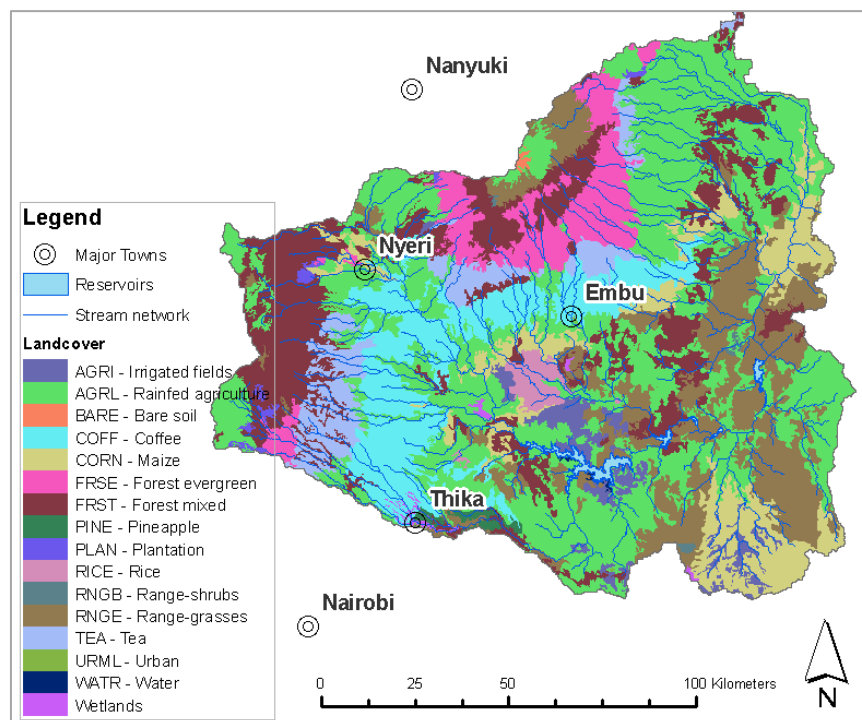 Nanyuki
Legend
Major Towns
Reservoirs
Stream network
Nyeri
Embu
Landcover
AGRI - Irrigated fields
AGRL - Rainfed agriculture
BARE - Bare soil
COFF - Coffee
CORN - Maize
FRSE - Forest evergreen
FRST - Forest mixed
PINE - Pineapple
PLAN - Plantation
RICE - Rice
RNGB - Range-shrubs
RNGE - Range-grasses
TEA - Tea
URML - Urban
WATR - Water
Wetlands
Thika
Nairobi
N
0 25 50 100 Kilometers